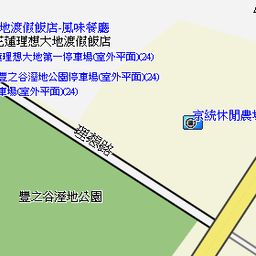 地渡假飯店-風味餐廳
花蓮理想大地渡假飯店
理想大地第一停車場(室外平面)(24)
豐之谷溼地公園停車場(室外平面)(24)
車場(室外平面)(24)
京統休閒農場
理想路
豐之谷溼地公園